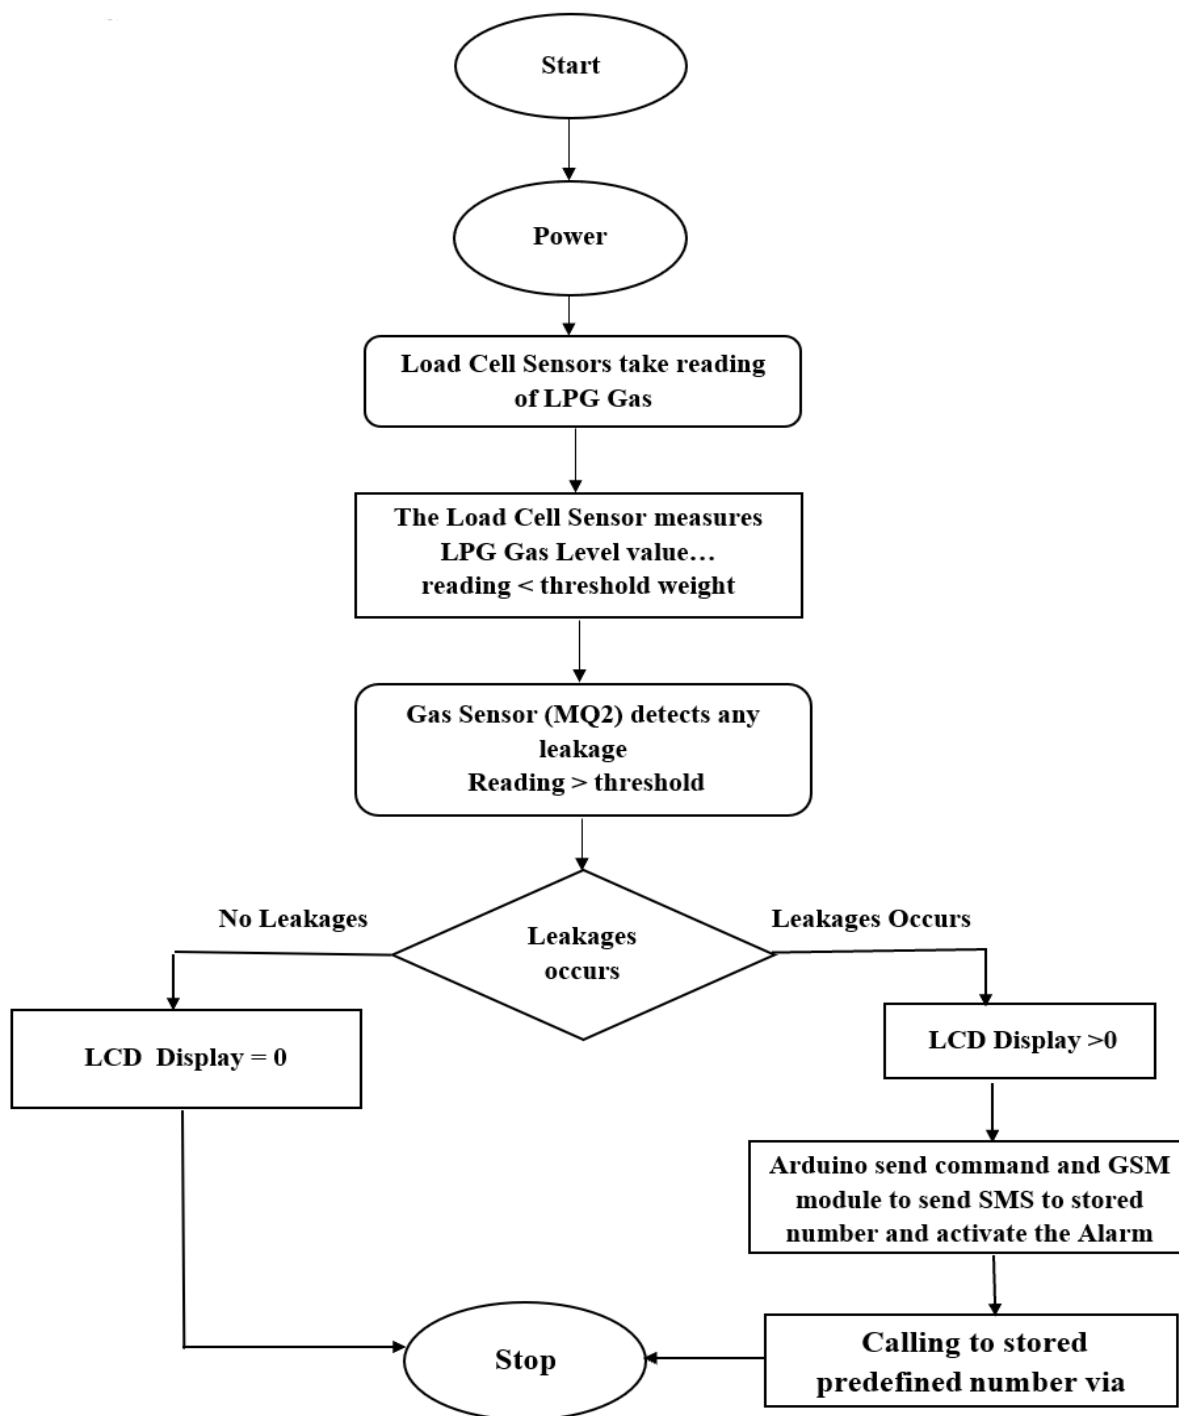 Start
Power
Load Cell Sensors take reading
of LPG Gas
The Load Cell Sensor measures
LPG Gas Level value…
reading < threshold weight
Gas Sensor (MQ2) detects any
leakage
Reading > threshold
No Leakages
Leakages Occurs
Leakages
occurs
LCD  Display = 0
LCD Display >0
Arduino send command and GSM
module to send SMS to stored
number and activate the Alarm
Calling to stored
predefined number via
Stop